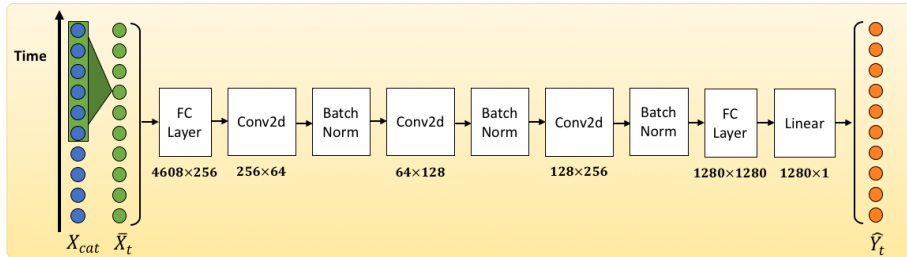 Time
FC
Layer
Conv2d
Batch
Norm
Conv2d
Batch
Norm
Conv2d
Batch
Norm
FC
Layer
Linear
4608×256
256×64
64×128
128×256
1280×1280
1280×1
X_cat
X̄_t
Ŷ_t